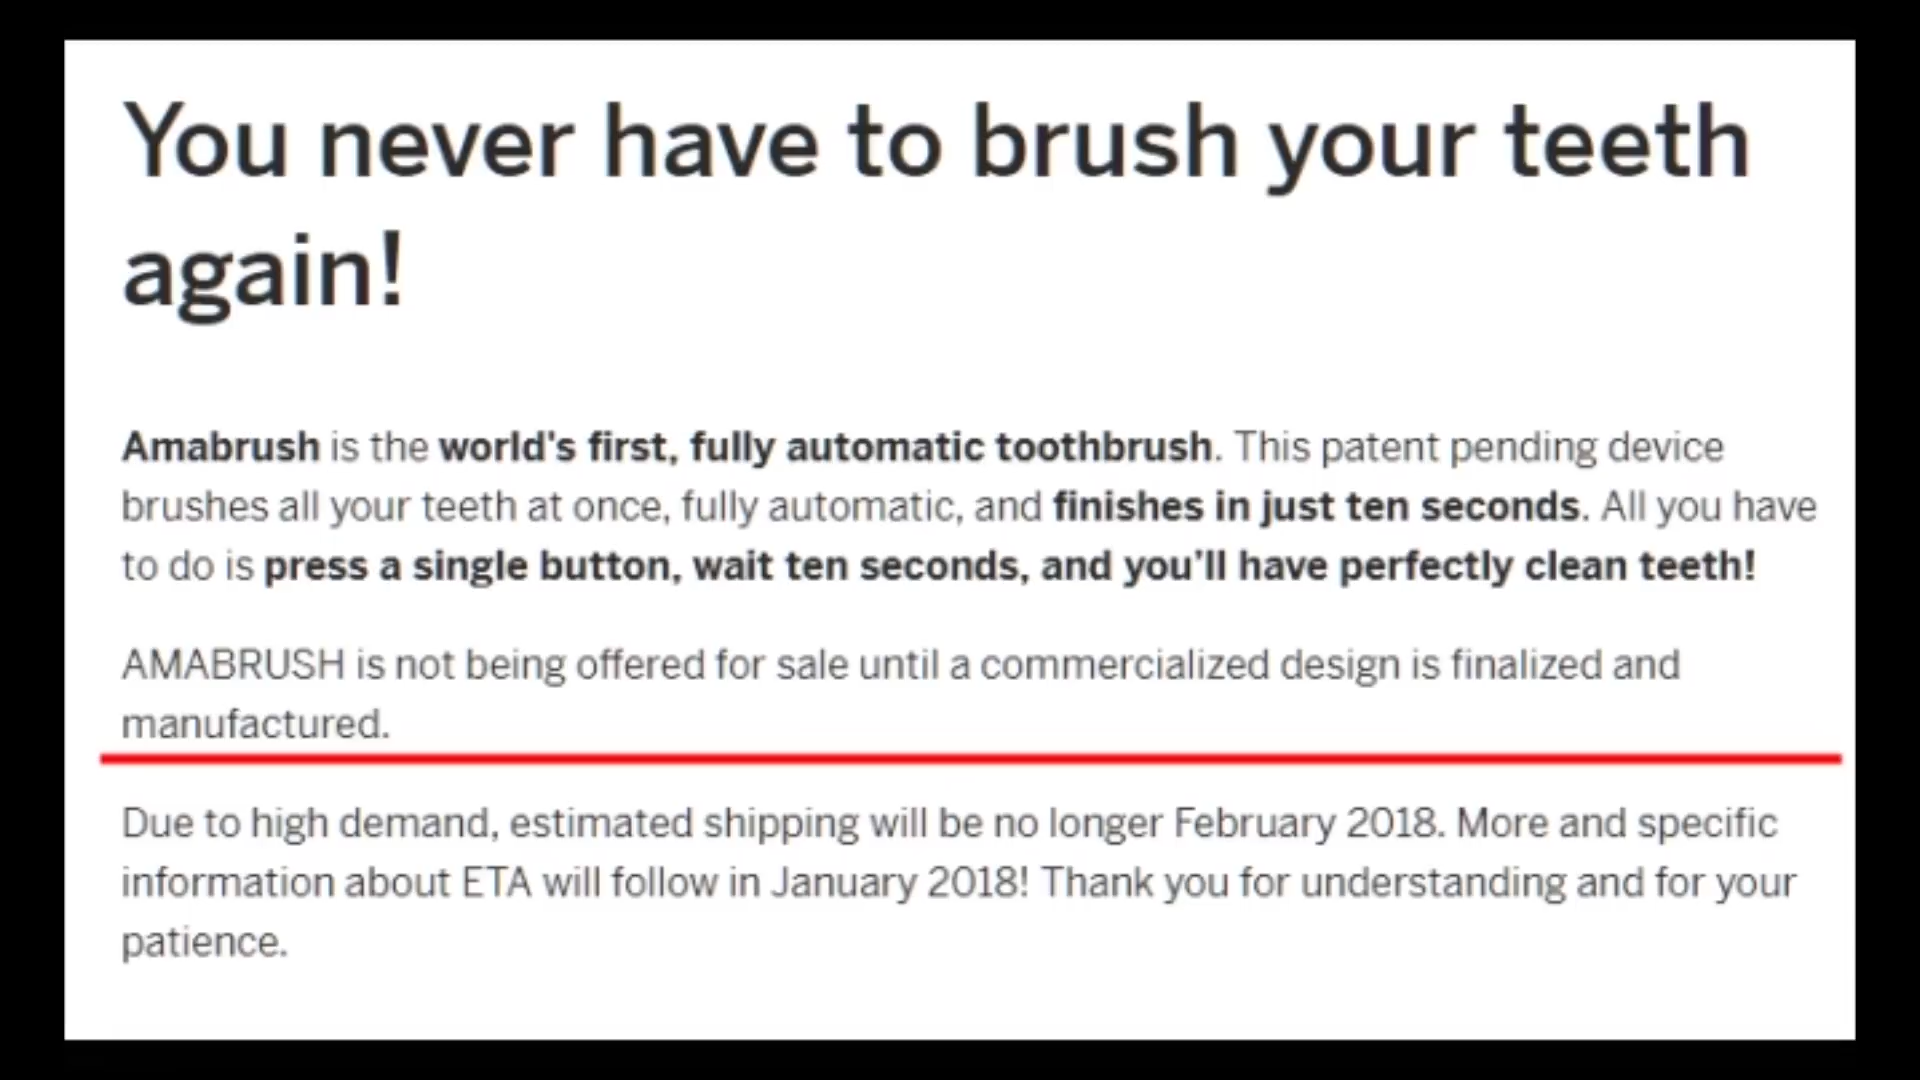 You never have to brush your teeth
again!
Amabrush is the world's first, fully automatic toothbrush. This patent pending device
brushes all your teeth at once, fully automatic, and finishes in just ten seconds. All you have
to do is press a single button, wait ten seconds, and you'll have perfectly clean teeth!
AMABRUSH is not being offered for sale until a commercialized design is finalized and
manufactured.
Due to high demand, estimated shipping will be no longer February 2018. More and specific
information about ETA will follow in January 2018! Thank you for understanding and for your
patience.